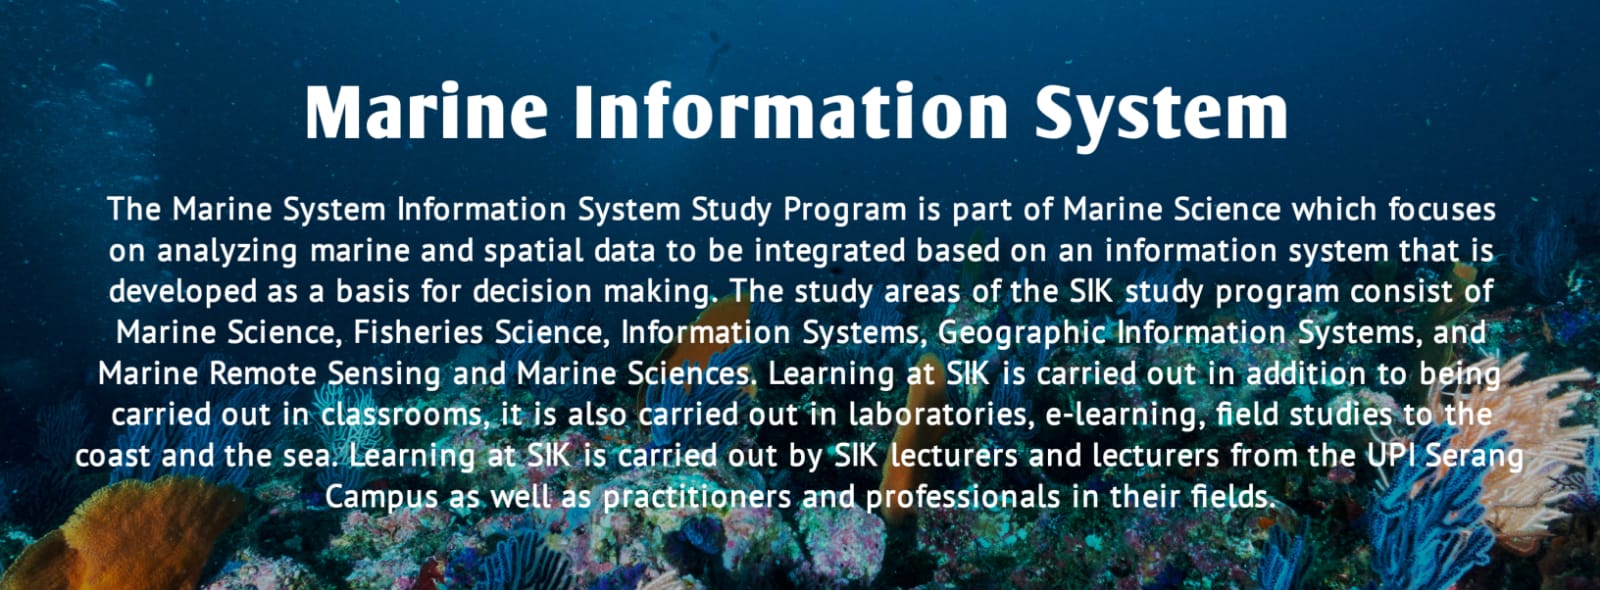 Marine Information System
The Marine System Information System Study Program is part of Marine Science which focuses
on analyzing marine and spatial data to be integrated based on an information system that is
developed as a basis for decision making. The study areas of the SIK study program consist of
Marine Science, Fisheries Science, Information Systems, Geographic Information Systems, and
Marine Remote Sensing and Marine Sciences. Learning at SIK is carried out in addition to being
carried out in classrooms, it is also carried out in laboratories, e-learning, field studies to the
coast and the sea. Learning at SIK is carried out by SIK lecturers and lecturers from the UPI Serang
Campus as well as practitioners and professionals in their fields.